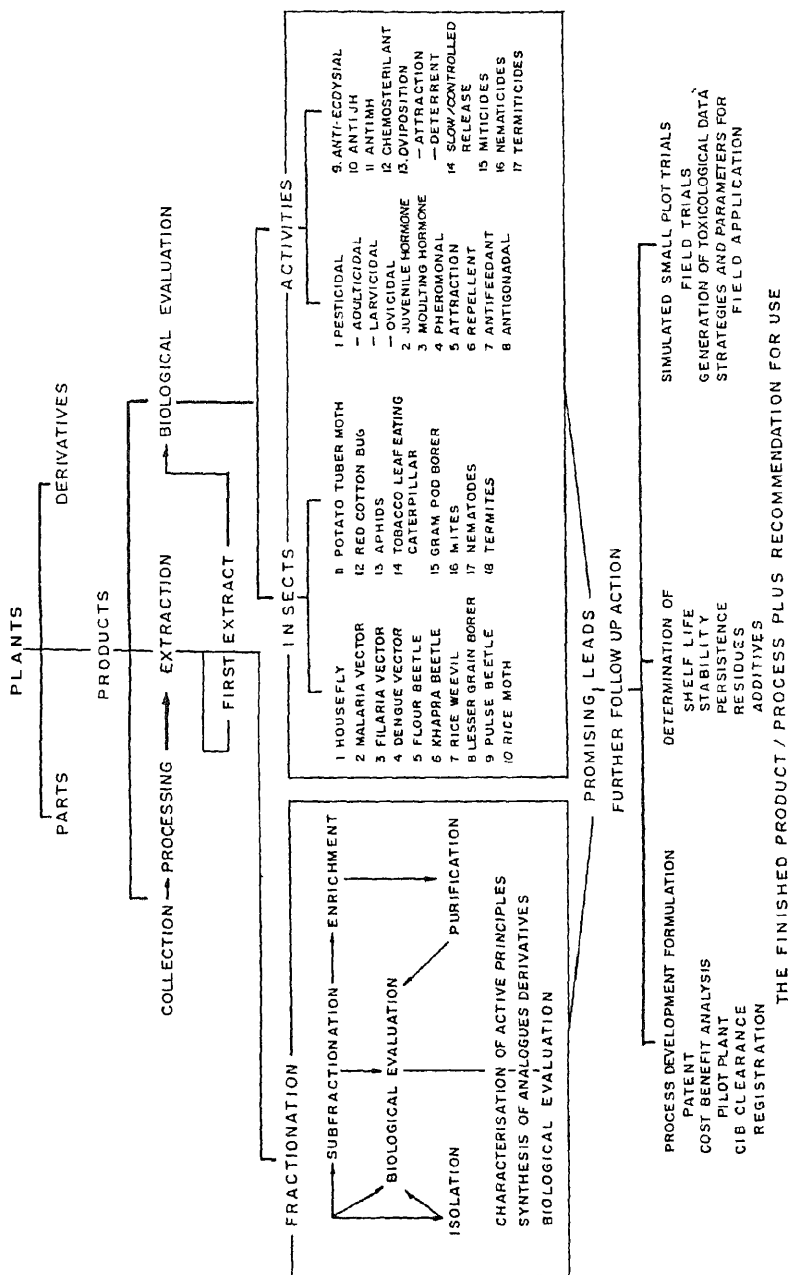 PLANTS
PARTS
DERIVATIVES
PRODUCTS
COLLECTION
PROCESSING
EXTRACTION
BIOLOGICAL EVALUATION
FIRST EXTRACT
FRACTIONATION
SUBFRACTIONATION
ENRICHMENT
BIOLOGICAL EVALUATION
ISOLATION
PURIFICATION
CHARACTERISATION OF ACTIVE PRINCIPLES
SYNTHESIS OF ANALOGUES DERIVATIVES
BIOLOGICAL EVALUATION
INSECTS
1 HOUSEFLY
2 MALARIA VECTOR
3 FILARIA VECTOR
4 DENGUE VECTOR
5 FLOUR BEETLE
6 KHAPRA BEETLE
7 RICE WEEVIL
8 LESSER GRAIN BORER
9 PULSE BEETLE
10 RICE MOTH
11 POTATO TUBER MOTH
12 RED COTTON BUG
13 APHIDS
14 TOBACCO LEAF EATING
CATERPILLAR
15 GRAM POD BORER
16 MITES
17 NEMATODES
18 TERMITES
ACTIVITIES
1 PESTICIDAL
— ADULTICIDAL
— LARVICIDAL
— OVICIDAL
2 JUVENILE HORMONE
3 MOULTING HORMONE
4 PHEROMONAL
5 ATTRACTION
6 REPELLENT
7 ANTIFEEDANT
8 ANTIGONADAL
9. ANTI-ECDYSIAL
10 ANTIJH
11 ANTIMH
12 CHEMOSTERILANT
13. OVIPOSITION
— ATTRACTION
— DETERRENT
14 SLOW/CONTROLLED
RELEASE
15 MITICIDES
16 NEMATICIDES
17 TERMITICIDES
PROMISING LEADS
FURTHER FOLLOW UP ACTION
PROCESS DEVELOPMENT FORMULATION
PATENT
COST BENEFIT ANALYSIS
PILOT PLANT
CIB CLEARANCE
REGISTRATION
DETERMINATION OF
SHELF LIFE
STABILITY
PERSISTENCE
RESIDUES
ADDITIVES
SIMULATED SMALL PLOT TRIALS
FIELD TRIALS
GENERATION OF TOXICOLOGICAL DATA
STRATEGIES AND PARAMETERS FOR
FIELD APPLICATION
THE FINISHED PRODUCT / PROCESS PLUS RECOMMENDATION FOR USE